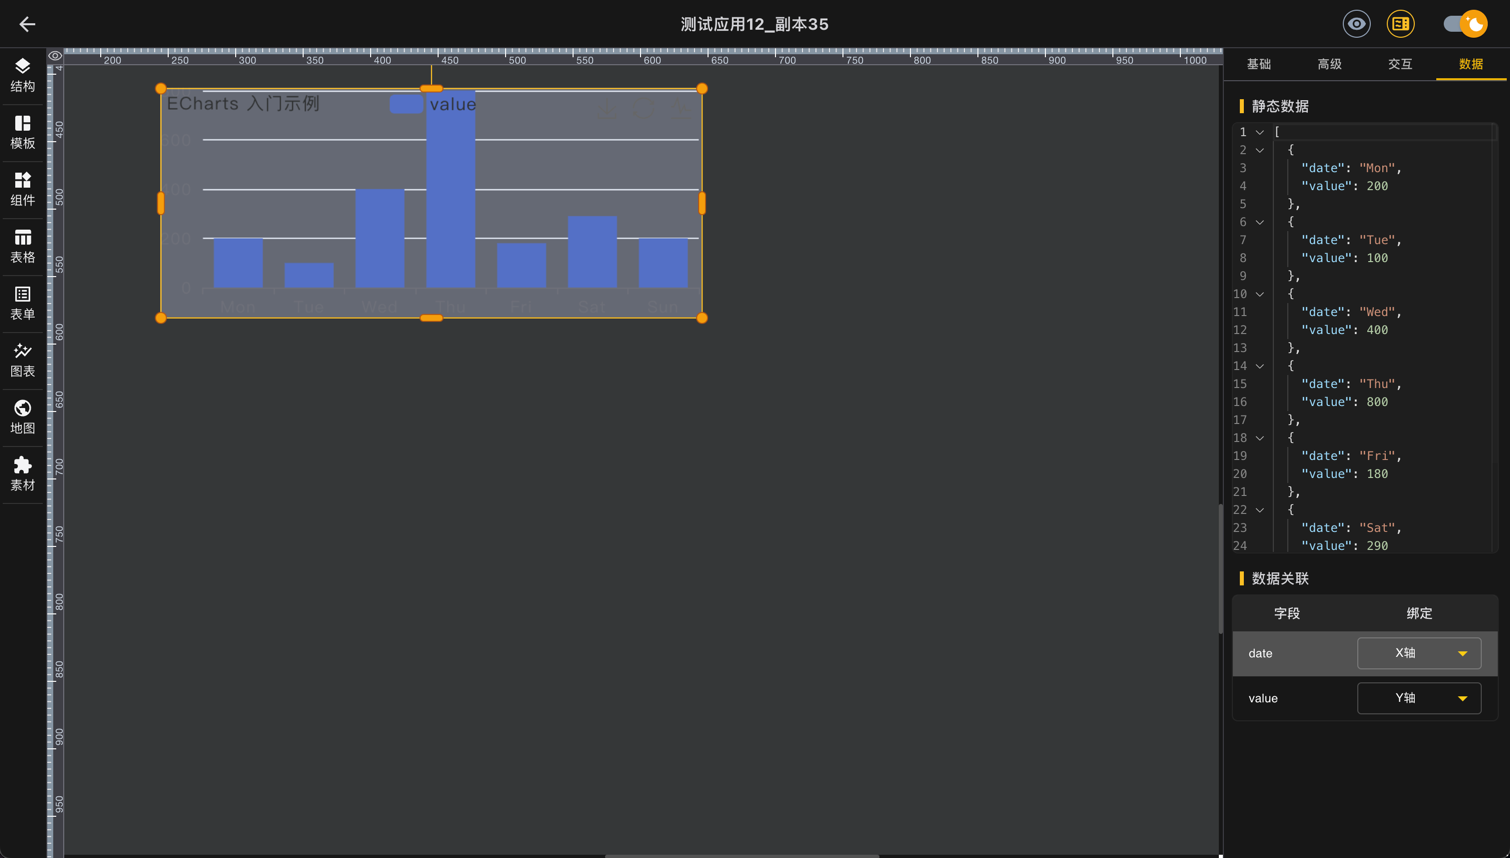 测试应用12_副本35
结构
模板
组件
表格
表单
图表
地图
素材
200 250 300 350 400 450 500 550 600 650 700 750 800 850 900 950 1000
4
450
500
550
600
650
700
750
800
850
900
950
ECharts 入门示例
value
800
600
200
0
Mon Tue Wed Thu Fri Sat Sun
基础 高级 交互 数据
静态数据
1 [
2 {
3 "date": "Mon",
4 "value": 200
5 },
6 {
7 "date": "Tue",
8 "value": 100
9 },
10 {
11 "date": "Wed",
12 "value": 400
13 },
14 {
15 "date": "Thu",
16 "value": 800
17 },
18 {
19 "date": "Fri",
20 "value": 180
21 },
22 {
23 "date": "Sat",
24 "value": 290
数据关联
字段 绑定
date X轴
value Y轴